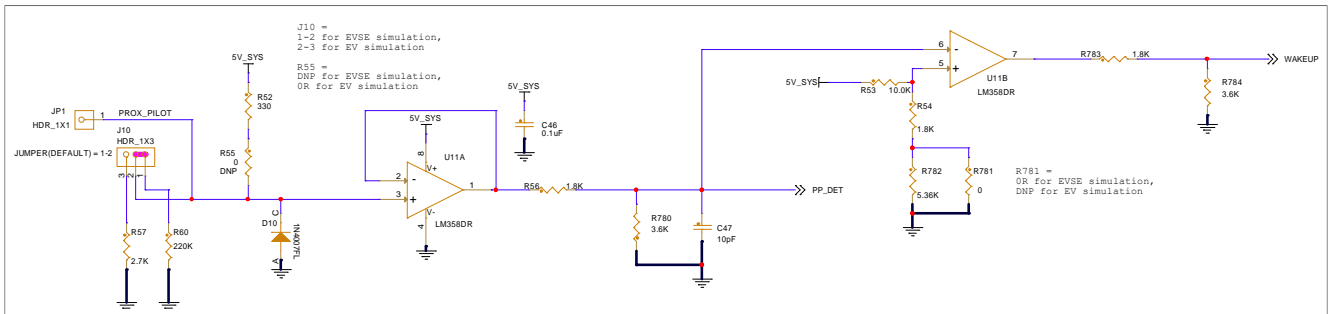 J10 =
1-2 for EVSE simulation,
2-3 for EV simulation
R55 =
DNP for EVSE simulation,
0R for EV simulation
5V_SYS
R52
330
JP1
1
PROX_PILOT
HDR_1X1
J10
HDR_1X3
JUMPER(DEFAULT) = 1-2
3
2
1
R55
0
DNP
R57
2.7K
R60
220K
C
D10
A
1N4007FL
5V_SYS
C46
0.1uF
5V_SYS
8
V+
U11A
2
-
3
+
1
V-
4
LM358DR
R56
1.8K
R780
3.6K
C47
10pF
PP_DET
5V_SYS
R53
10.0K
6
-
5
+
7
U11B
LM358DR
R54
1.8K
R782
5.36K
R781
0
R781 =
0R for EVSE simulation,
DNP for EV simulation
R783
1.8K
R784
3.6K
WAKEUP